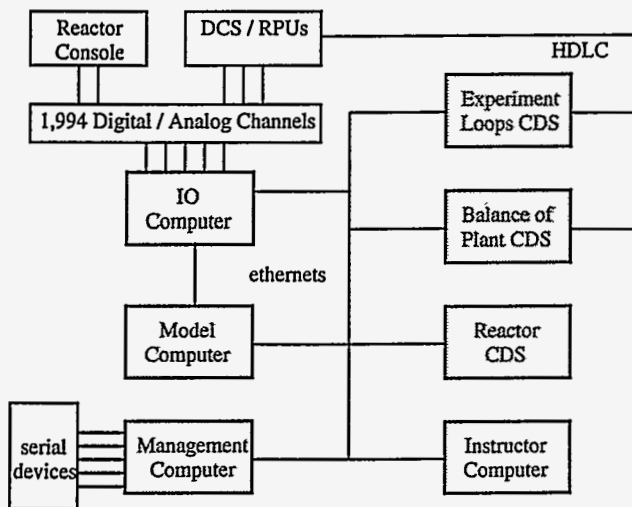 Reactor
Console
DCS / RPUs
HDLC
1,994 Digital / Analog Channels
Experiment
Loops CDS
IO
Computer
Balance of
Plant CDS
ethernets
Model
Computer
Reactor
CDS
serial
devices
Management
Computer
Instructor
Computer